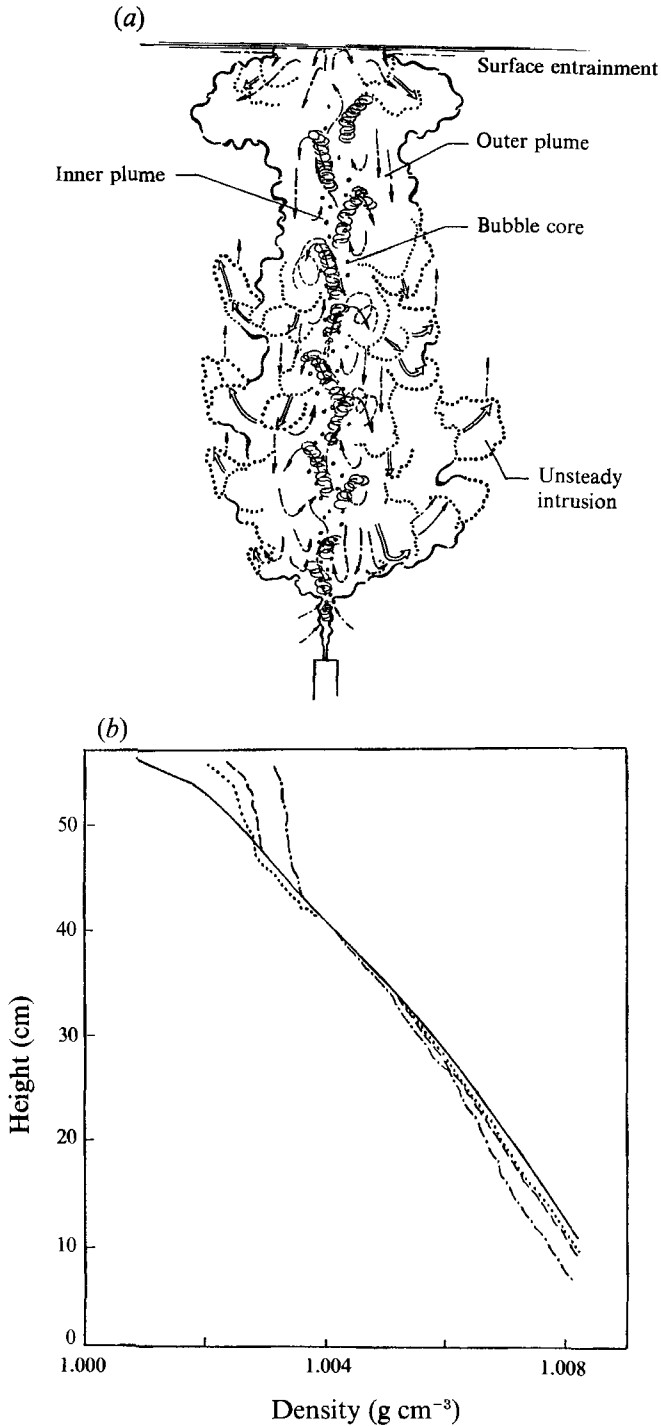 (a)
Surface entrainment
Outer plume
Inner plume
Bubble core
Unsteady
intrusion
(b)
50
40
30
20
10
0
Height (cm)
1.000
1.004
1.008
Density (g cm⁻³)